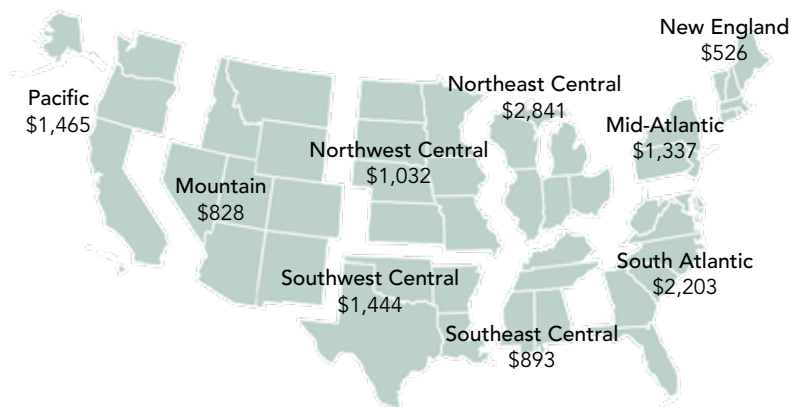 New England
$526
Northeast Central
$2,841
Pacific
$1,465
Mid-Atlantic
$1,337
Northwest Central
$1,032
Mountain
$828
South Atlantic
$2,203
Southwest Central
$1,444
Southeast Central
$893